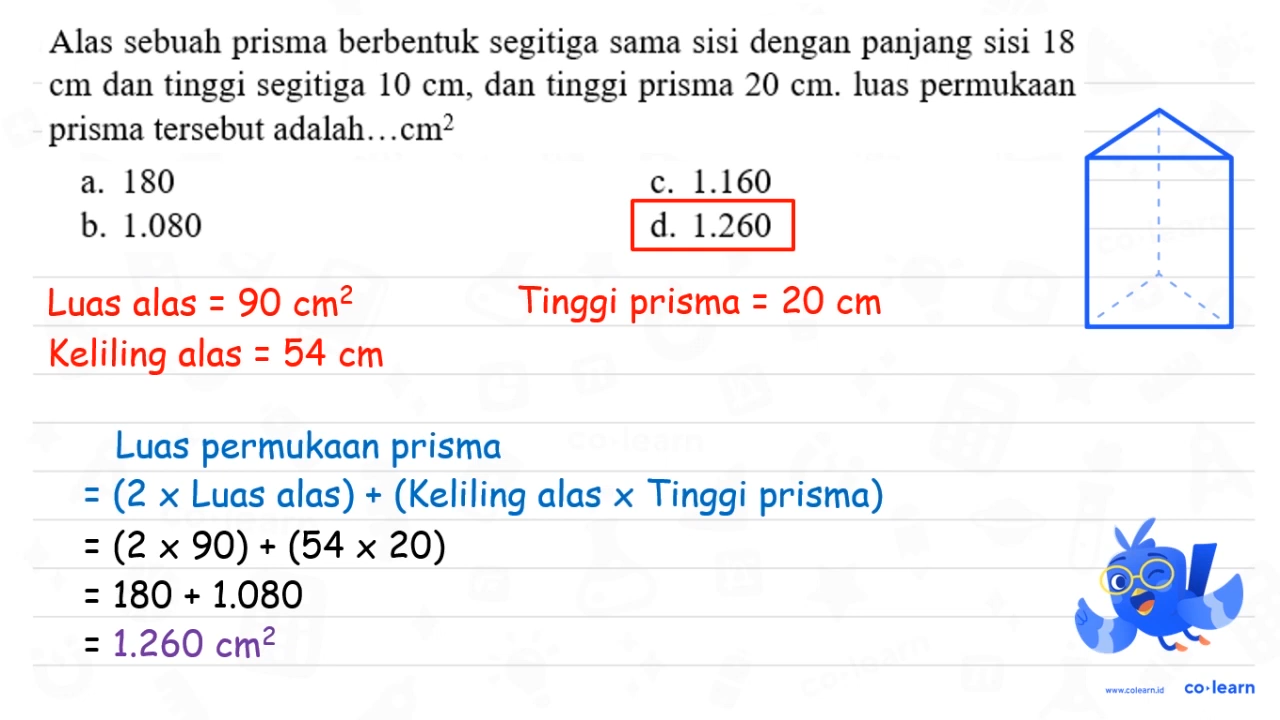 Alas sebuah prisma berbentuk segitiga sama sisi dengan panjang sisi 18
cm dan tinggi segitiga 10 cm, dan tinggi prisma 20 cm. luas permukaan
prisma tersebut adalah...cm²
a. 180
c. 1.160
b. 1.080
d. 1.260
Luas alas = 90 cm²
Tinggi prisma = 20 cm
Keliling alas = 54 cm
Luas permukaan prisma
= (2 x Luas alas) + (Keliling alas x Tinggi prisma)
= (2 x 90) + (54 x 20)
= 180 + 1.080
= 1.260 cm²
www.colearn.id
co·learn